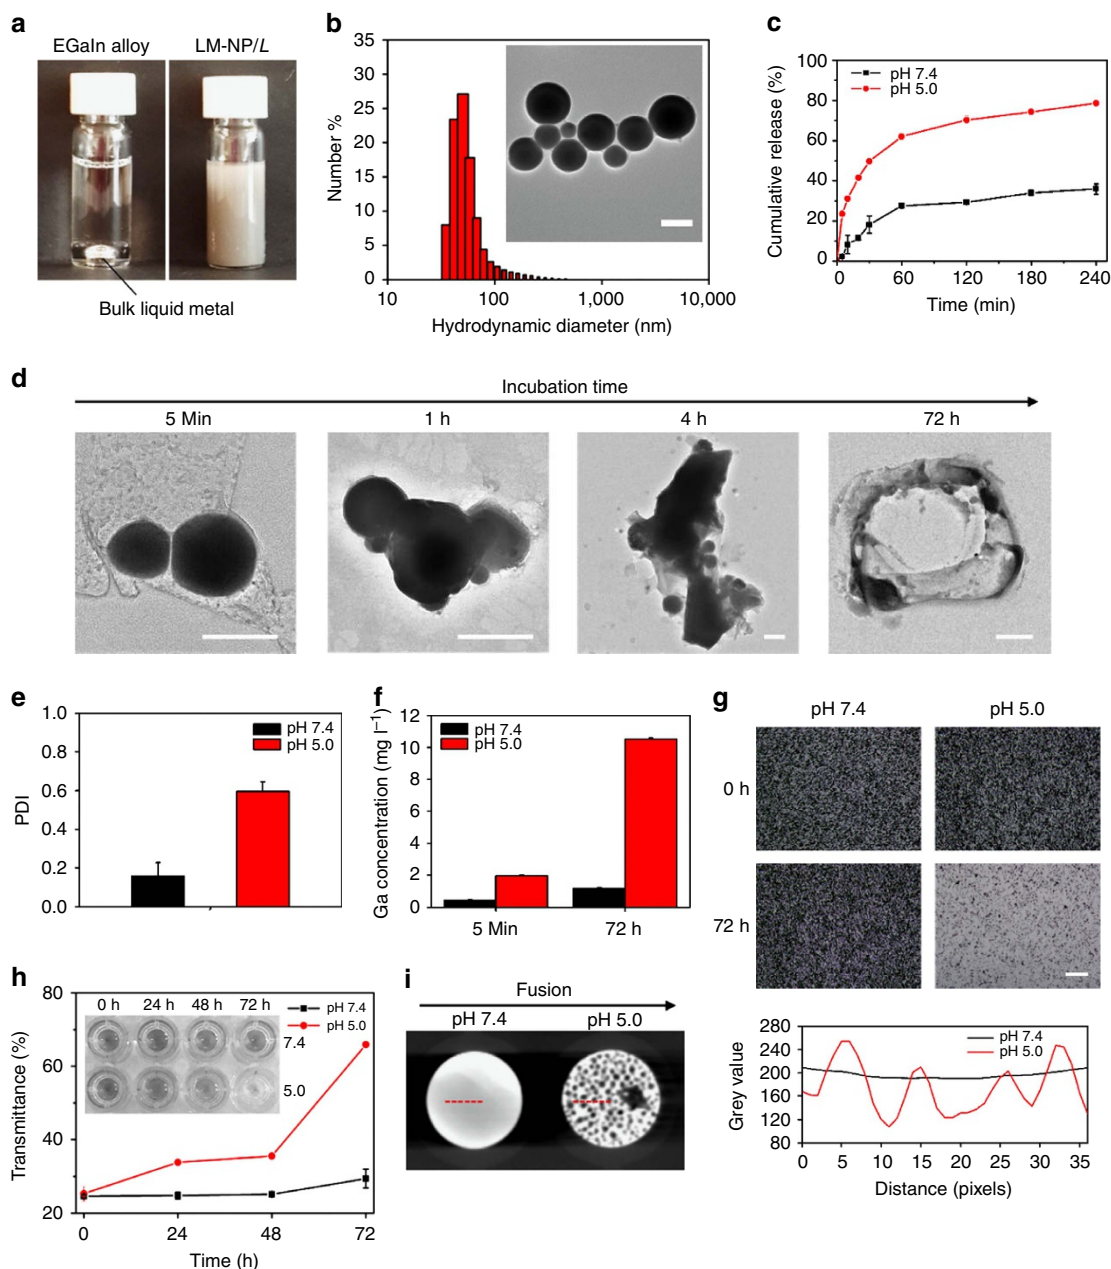 a
EGaIn alloy
LM-NP/L
Bulk liquid metal
b
35
30
25
20
15
10
5
0
Number %
10
100
1,000
10,000
Hydrodynamic diameter (nm)
c
100
80
60
40
20
0
Cumulative release (%)
pH 7.4
pH 5.0
0
60
120
180
240
Time (min)
d
Incubation time
5 Min
1 h
4 h
72 h
e
1.0
0.8
0.6
0.4
0.2
0.0
PDI
pH 7.4
pH 5.0
f
12
10
8
6
4
2
0
Ga concentration (mg l⁻¹)
pH 7.4
pH 5.0
5 Min
72 h
g
pH 7.4
pH 5.0
0 h
72 h
h
80
60
40
20
Transmittance (%)
0 h
24 h
48 h
72 h
7.4
5.0
pH 7.4
pH 5.0
0
24
48
72
Time (h)
i
Fusion
pH 7.4
pH 5.0
280
240
200
160
120
80
Grey value
pH 7.4
pH 5.0
0
5
10
15
20
25
30
35
Distance (pixels)